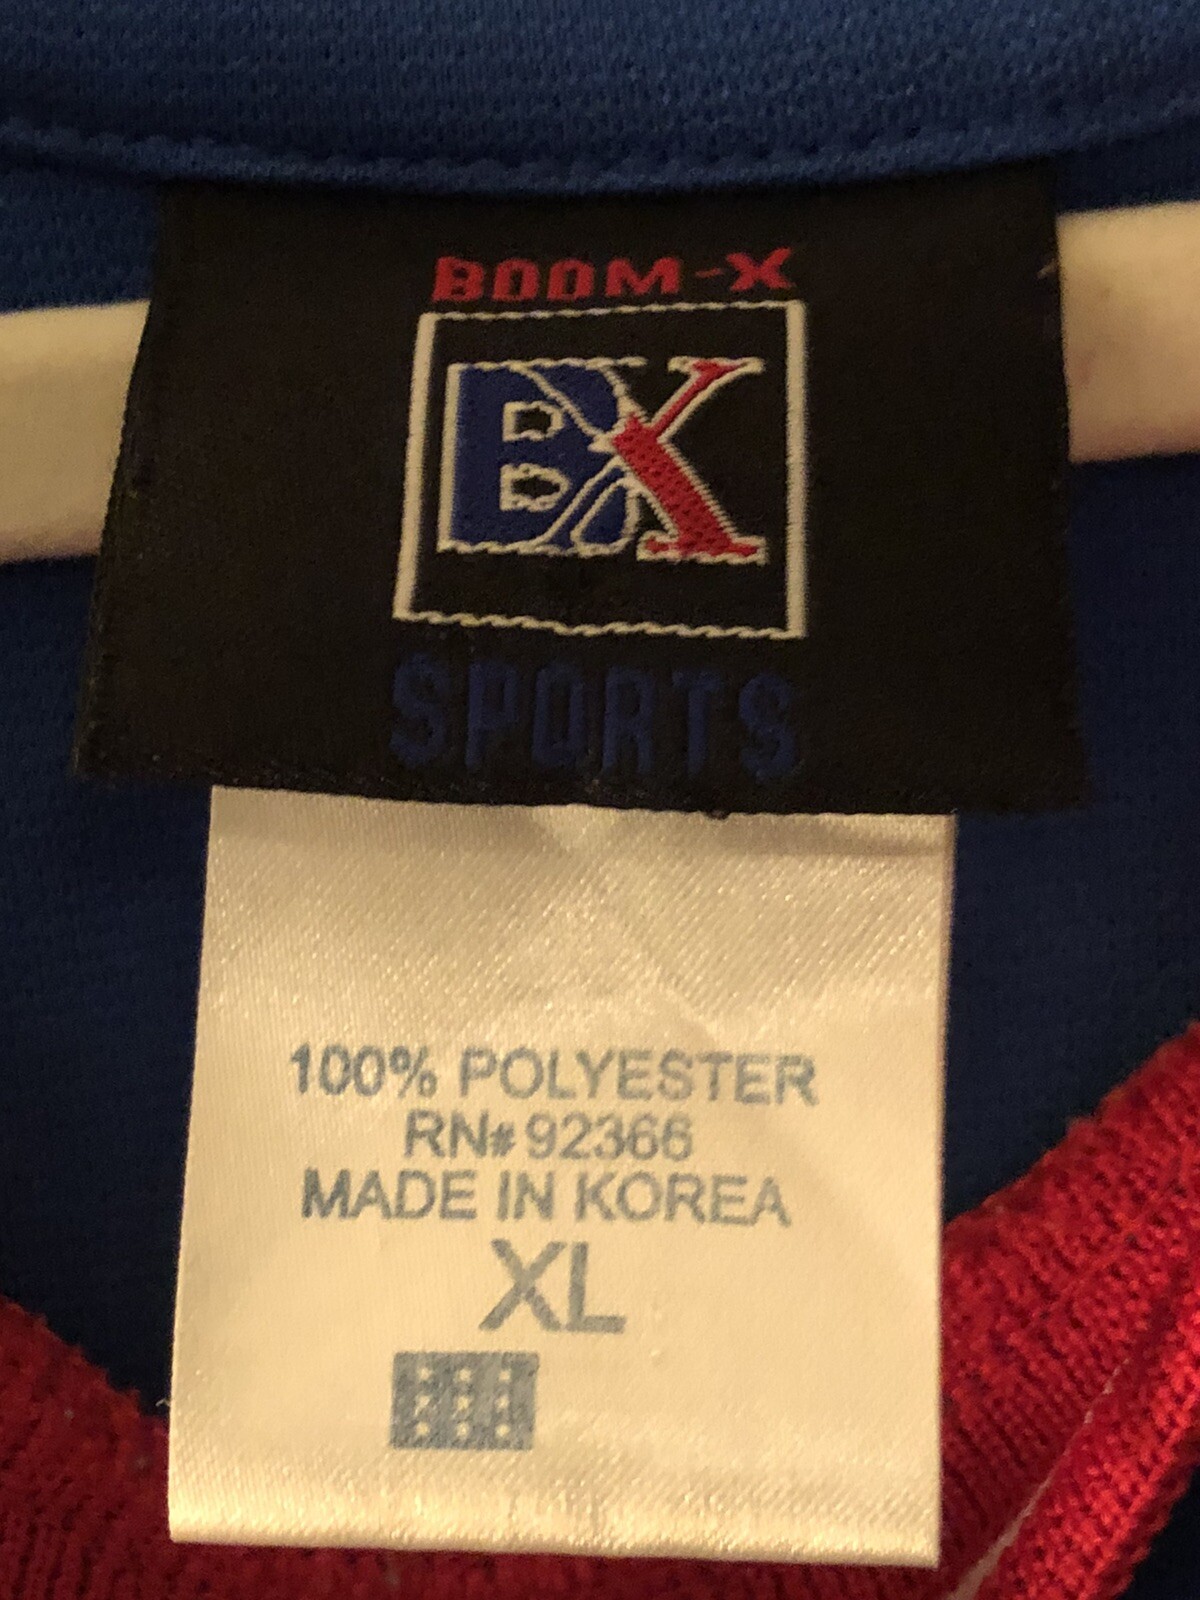 BOOM-X
BX
SPORTS
100% POLYESTER
RN# 92366
MADE IN KOREA
XL